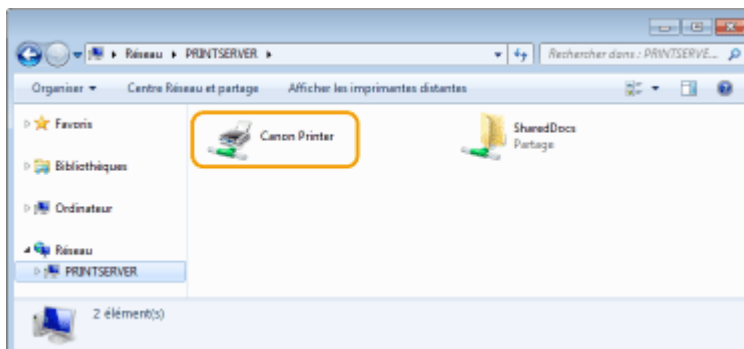 Réseau PRINTSERVER Rechercher dans : PRINTSERVE...
Organiser Centre Réseau et partage Afficher les imprimantes distantes
Favoris
Bibliothèques
Ordinateur
Réseau
PRINTSERVER
Canon Printer
SharedDocs
Partage
2 élément(s)